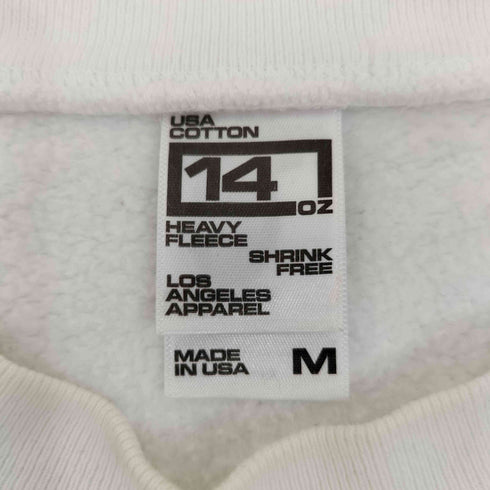 USA
COTTON
14
OZ
HEAVY
FLEECE
SHRINK
FREE
LOS
ANGELES
APPAREL
MADE
IN USA
M